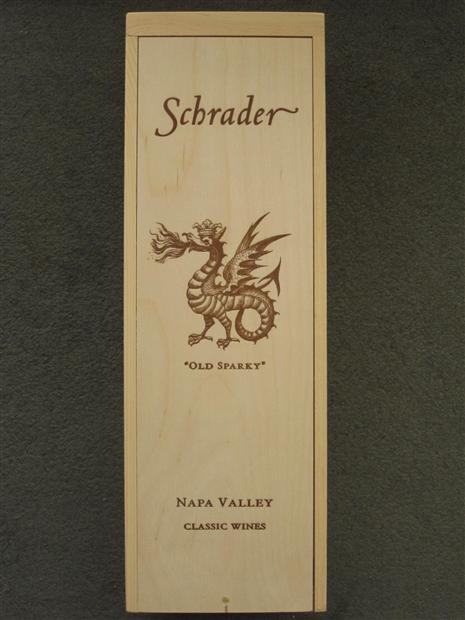 Schrader
"OLD SPARKY"
NAPA VALLEY
CLASSIC WINES